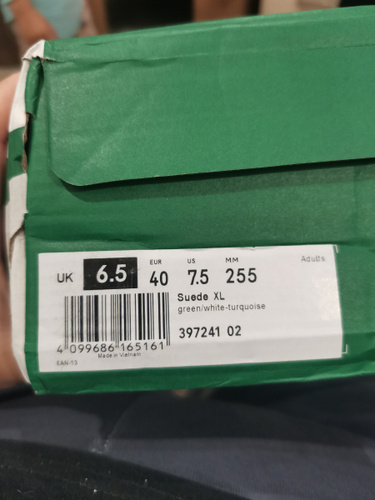 Adults
UK 6.5 EUR 40 US 7.5 MM 255
Suede XL
green/white-turquoise
397241 02
4 099686 165161
Made in Vietnam
EAN-13